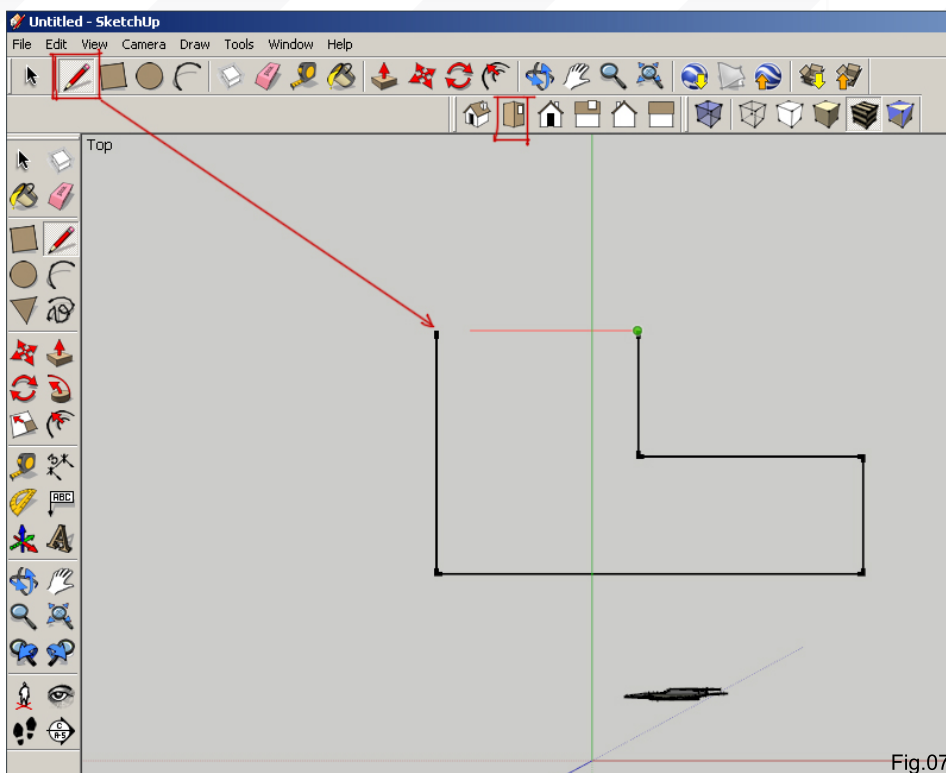 Untitled - SketchUp
File Edit View Camera Draw Tools Window Help
Top
ABC
Fig.07